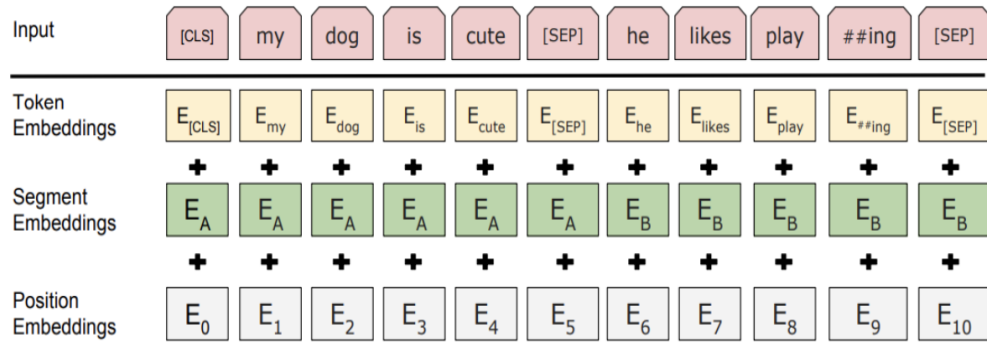 Input [CLS] my dog is cute [SEP] he likes play ##ing [SEP]
Token Embeddings E[CLS] Emy Edog Eis Ecute E[SEP] Ehe Elikes Eplay E##ing E[SEP]
+ + + + + + + + + + +
Segment Embeddings EA EA EA EA EA EA EB EB EB EB EB
+ + + + + + + + + + +
Position Embeddings E0 E1 E2 E3 E4 E5 E6 E7 E8 E9 E10